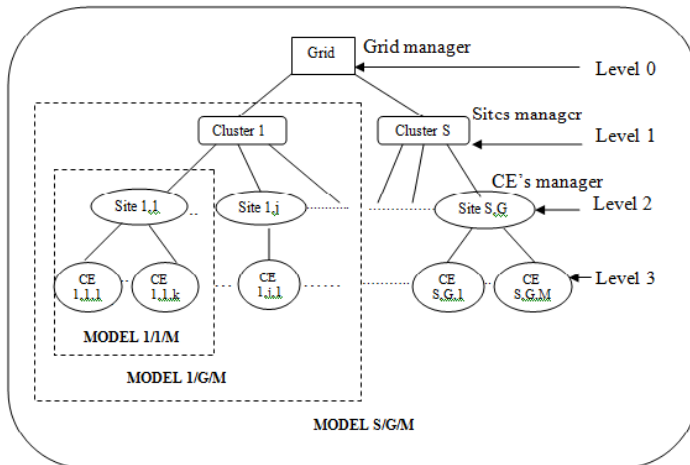 Grid manager
Grid
Level 0
Sites manager
Cluster 1
Cluster S
Level 1
CE's manager
Site 1,1
Site 1,j
Site S,G
Level 2
CE
1,1,1
CE
1,1,k
CE
1,j,1
CE
S,G,1
CE
S,G,M
Level 3
MODEL 1/1/M
MODEL 1/G/M
MODEL S/G/M